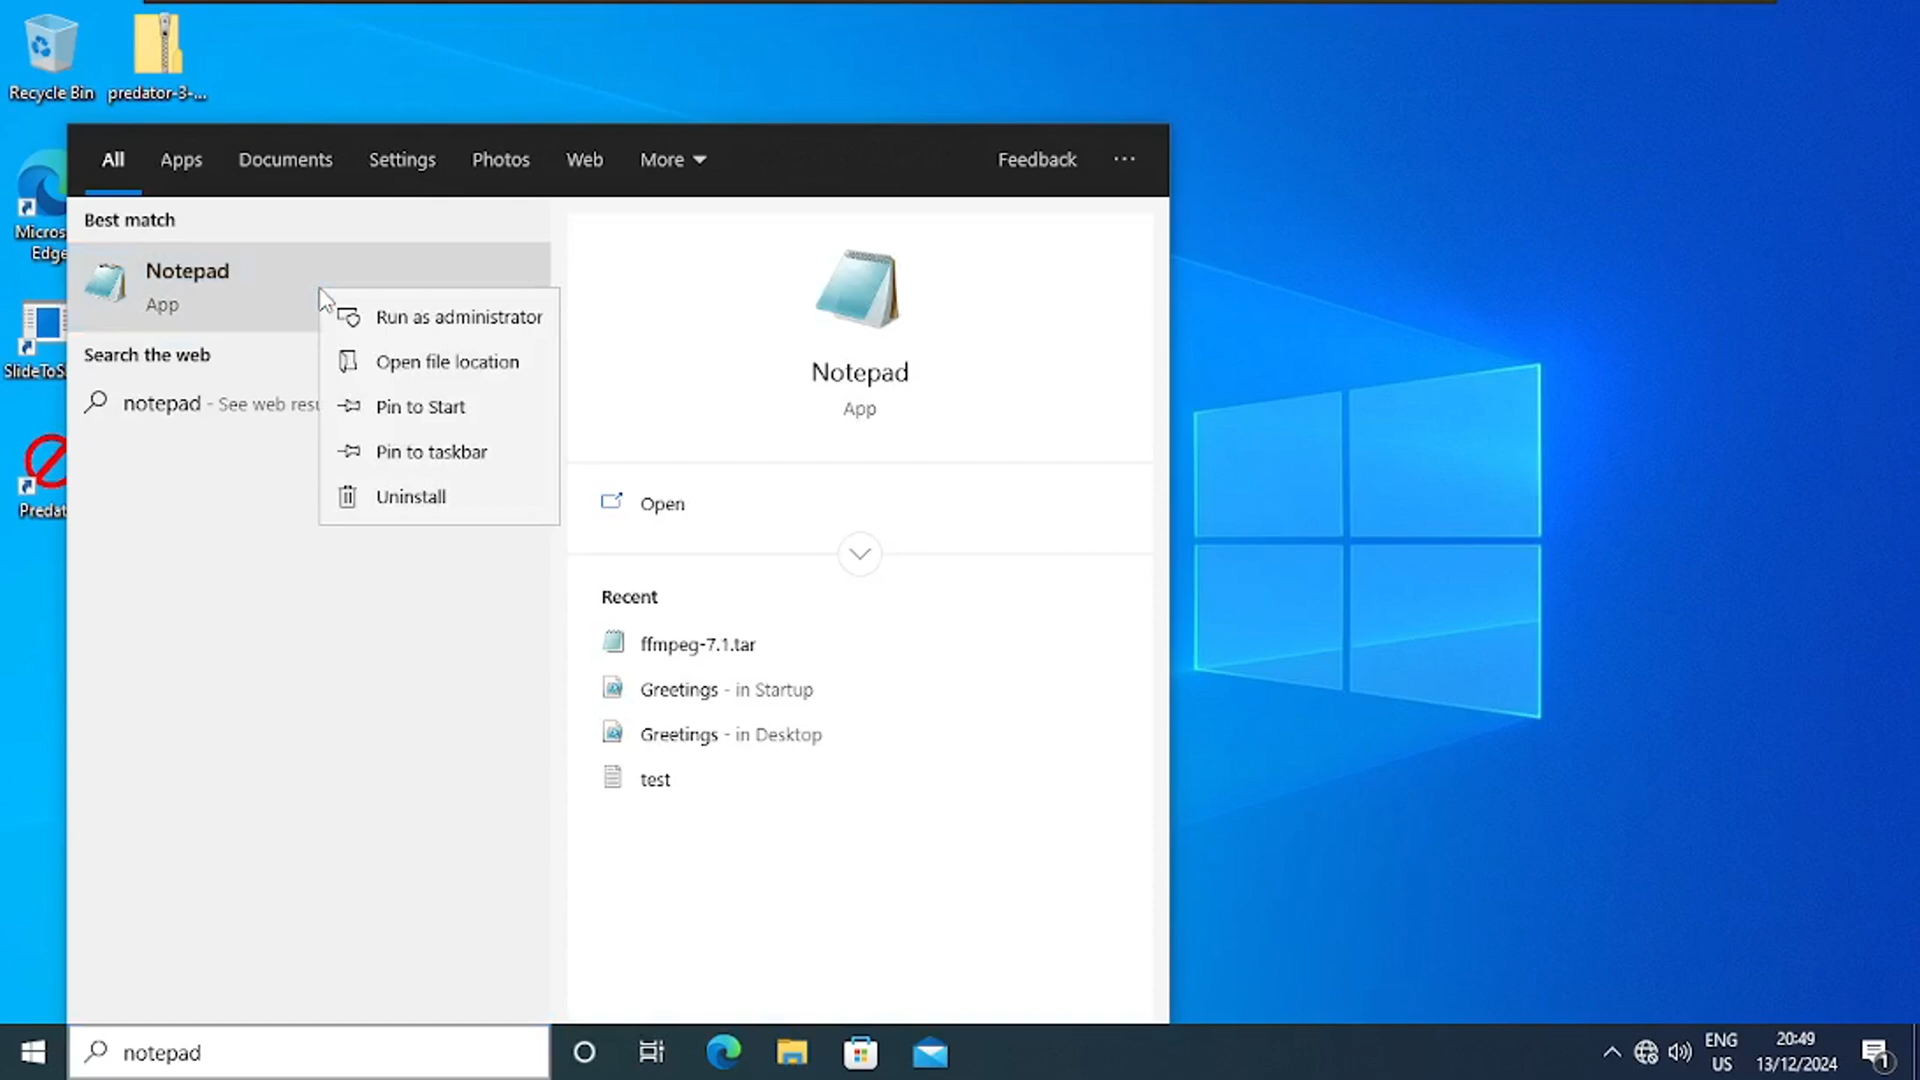 Recycle Bin
predator-3-...
Micros
Edge
SlideToS
Predat
All Apps Documents Settings Photos Web More Feedback ...
Best match
Notepad
App
Search the web
notepad - See web resu
Run as administrator
Open file location
Pin to Start
Pin to taskbar
Uninstall
Notepad
App
Open
Recent
ffmpeg-7.1.tar
Greetings - in Startup
Greetings - in Desktop
test
notepad
ENG
US
20:49
13/12/2024
1